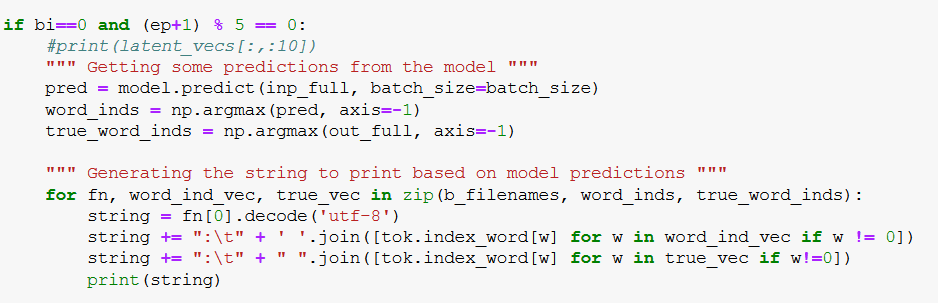 if bi==0 and (ep+1) % 5 == 0:
    #print(latent_vecs[:,:10])
    """ Getting some predictions from the model """
    pred = model.predict(inp_full, batch_size=batch_size)
    word_inds = np.argmax(pred, axis=-1)
    true_word_inds = np.argmax(out_full, axis=-1)

    """ Generating the string to print based on model predictions """
    for fn, word_ind_vec, true_vec in zip(b_filenames, word_inds, true_word_inds):
        string = fn[0].decode('utf-8')
        string += ":\t" + ' '.join([tok.index_word[w] for w in word_ind_vec if w != 0])
        string += ":\t" + " ".join([tok.index_word[w] for w in true_vec if w!=0])
        print(string)